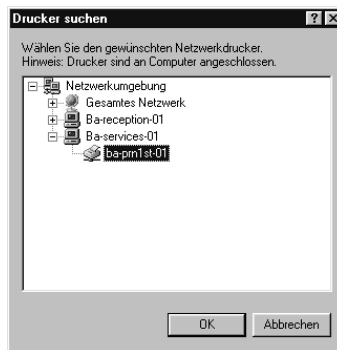 Drucker suchen
Wählen Sie den gewünschten Netzwerkdrucker.
Hinweis: Drucker sind an Computer angeschlossen.
Netzwerkumgebung
Gesamtes Netzwerk
Ba-reception-01
Ba-services-01
ba-prn1st-01
OK Abbrechen